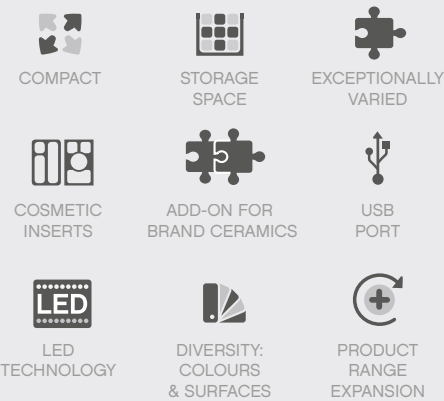 COMPACT
STORAGE
SPACE
EXCEPTIONALLY
VARIED
COSMETIC
INSERTS
ADD-ON FOR
BRAND CERAMICS
USB
PORT
LED
LED
TECHNOLOGY
DIVERSITY:
COLOURS
& SURFACES
PRODUCT
RANGE
EXPANSION